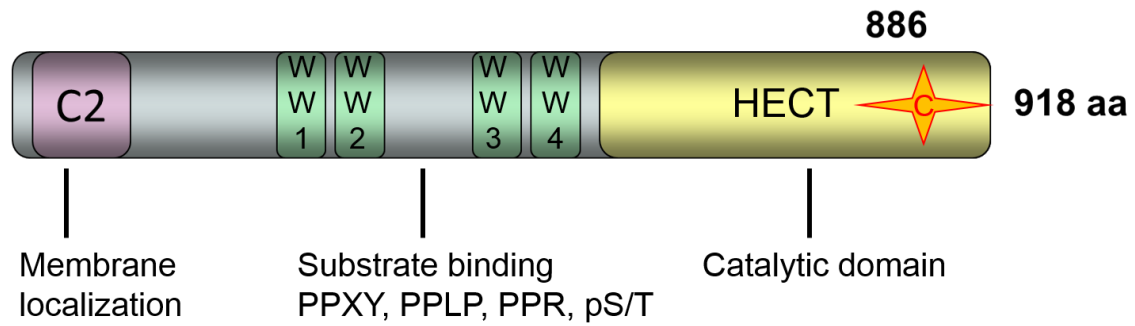 886
C2
W
W
1
W
W
2
W
W
3
W
W
4
HECT
C
918 aa
Membrane
localization
Substrate binding
PPXY, PPLP, PPR, pS/T
Catalytic domain